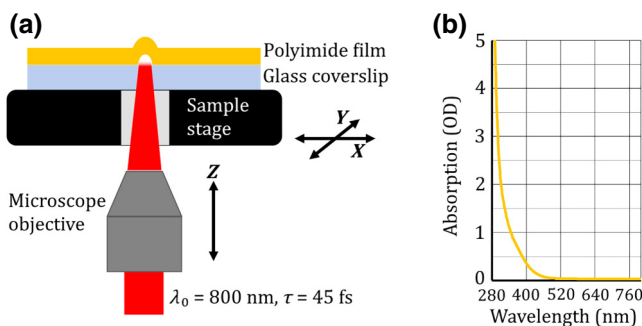 (a)
Polyimide film
Glass coverslip
Sample
stage
Y
X
Z
Microscope
objective
λ₀ = 800 nm, τ = 45 fs
(b)
Absorption (OD)
5
4
3
2
1
0
280 400 520 640 760
Wavelength (nm)